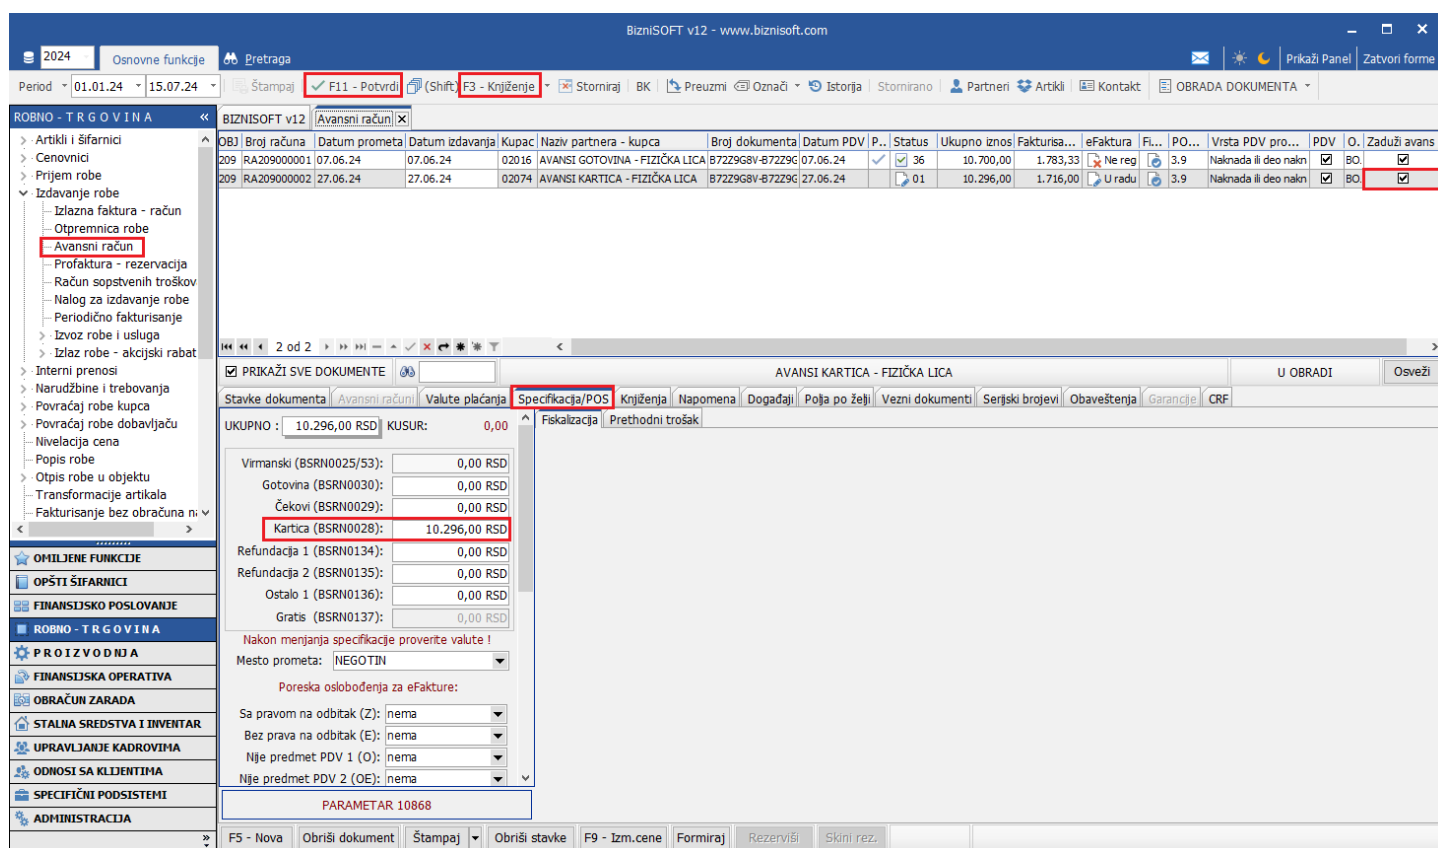 BizniSOFT v12 - www.biznisoft.com
2024 Osnovne funkcije Pretraga Prikaži Panel Zatvori forme
Period 01.01.24 15.07.24 Štampaj F11 - Potvrdi (Shift) F3 - Knjiženje Storniraj BK Preuzmi Označi Istorija Stornirano Partneri Artikli Kontakt OBRADA DOKUMENTA
ROBNO - T R G O V I N A «
Artikli i šifarnici
Cenovnici
Prijem robe
Izdavanje robe
Izlazna faktura - račun
Otpremnica robe
Avansni račun
Profaktura - rezervacija
Račun sopstvenih troškov
Nalog za izdavanje robe
Periodično fakturisanje
Izvoz robe i usluga
Izlaz robe - akcijski rabat
Interni prenosi
Narudžbine i trebovanja
Povraćaj robe kupca
Povraćaj robe dobavljaču
Nivelacija cena
Popis robe
Otpis robe u objektu
Transformacije artikala
Fakturisanje bez obračuna n
OMILJENE FUNKCIJE
OPŠTI ŠIFARNICI
FINANSIJSKO POSLOVANJE
ROBNO - T R G O V I N A
P R O I Z V O D NJ A
FINANSIJSKA OPERATIVA
OBRAČUN ZARADA
STALNA SREDSTVA I INVENTAR
UPRAVLJANJE KADROVIMA
ODNOSI SA KLIJENTIMA
SPECIFIČNI PODSISTEMI
ADMINISTRACIJA
BIZNISOFT v12 Avansni račun
OBJ Broj računa Datum prometa Datum izdavanja Kupac Naziv partnera - kupca Broj dokumenta Datum PDV P.. Status Ukupno iznos Fakturisa... eFaktura Fi... PO... Vrsta PDV pro... PDV O. Zaduži avans
209 RA209000001 07.06.24 07.06.24 02016 AVANSI GOTOVINA - FIZIČKA LICA B72Z9G8V-B72Z9G 07.06.24 36 10.700,00 1.783,33 Ne reg 3.9 Naknada ili deo nakn BO.
209 RA209000002 27.06.24 27.06.24 02074 AVANSI KARTICA - FIZIČKA LICA B72Z9G8V-B72Z9G 27.06.24 01 10.296,00 1.716,00 U radu 3.9 Naknada ili deo nakn BO.
2 od 2
PRIKAŽI SVE DOKUMENTE AVANSI KARTICA - FIZIČKA LICA U OBRADI Osveži
Stavke dokumenta Avansni računi Valute plaćanja Specifikacija/POS Knjiženja Napomena Događaji Polja po želji Vezni dokumenti Serijski brojevi Obaveštenja Garancije CRF
UKUPNO : 10.296,00 RSD KUSUR: 0,00
Fiskalizacija Prethodni trošak
Virmanski (BSRN0025/53): 0,00 RSD
Gotovina (BSRN0030): 0,00 RSD
Čekovi (BSRN0029): 0,00 RSD
Kartica (BSRN0028): 10.296,00 RSD
Refundacija 1 (BSRN0134): 0,00 RSD
Refundacija 2 (BSRN0135): 0,00 RSD
Ostalo 1 (BSRN0136): 0,00 RSD
Gratis (BSRN0137): 0,00 RSD
Nakon menjanja specifikacije proverite valute !
Mesto prometa: NEGOTIN
Poreska oslobođenja za eFakture:
Sa pravom na odbitak (Z): nema
Bez prava na odbitak (E): nema
Nije predmet PDV 1 (O): nema
Nije predmet PDV 2 (OE): nema
PARAMETAR 10868
F5 - Nova Obriši dokument Štampaj Obriši stavke F9 - Izm.cene Formiraj Rezerviši Skini rez.